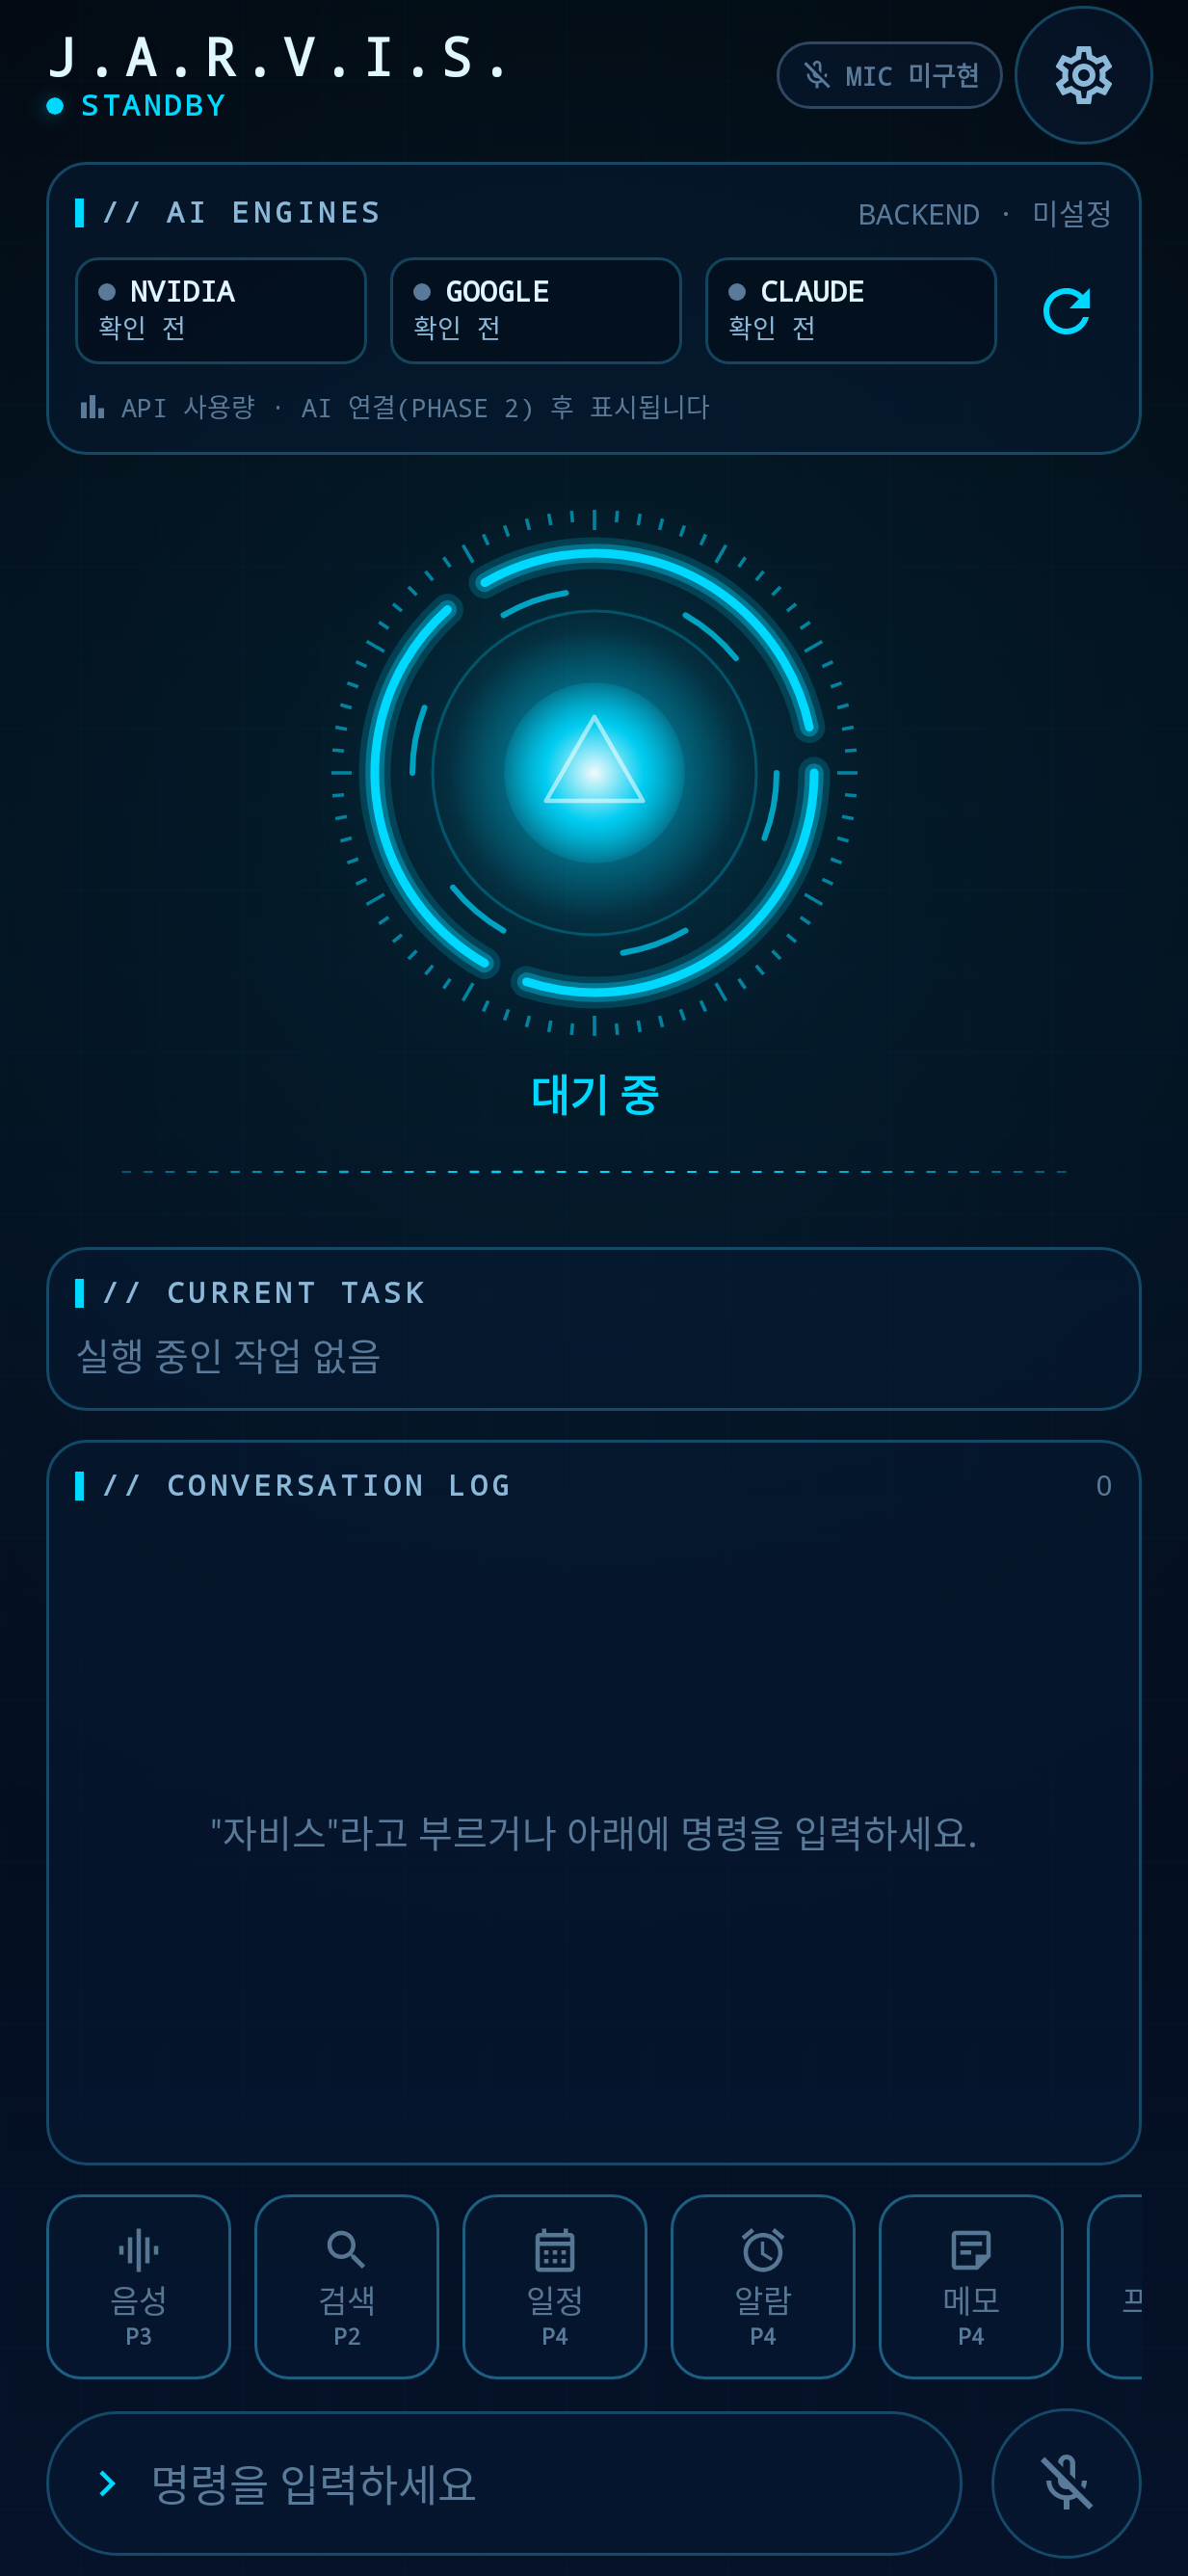 J.A.R.V.I.S.
STANDBY
MIC 미구현
// AI ENGINES
BACKEND · 미설정
NVIDIA
확인 전
GOOGLE
확인 전
CLAUDE
확인 전
API 사용량 · AI 연결(PHASE 2) 후 표시됩니다
대기 중
// CURRENT TASK
실행 중인 작업 없음
// CONVERSATION LOG
0
"자비스"라고 부르거나 아래에 명령을 입력하세요.
음성
P3
검색
P2
일정
P4
알람
P4
메모
P4
명령을 입력하세요